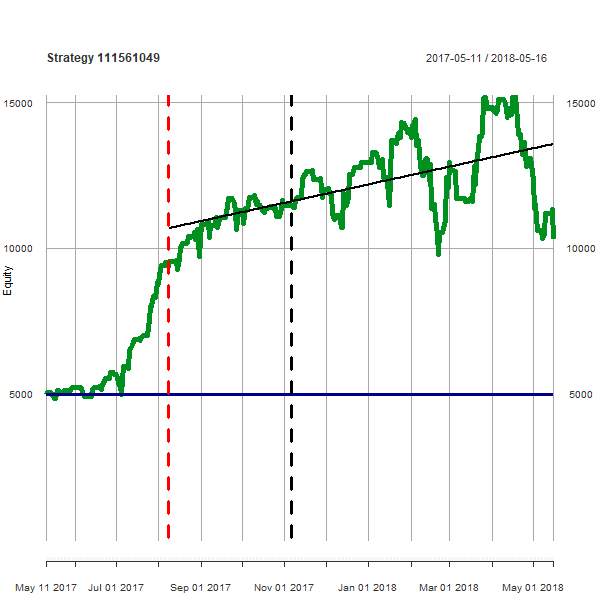 Strategy 111561049 2017-05-11 / 2018-05-16
15000 15000
10000 10000
Equity
5000 5000
May 11 2017 Jul 01 2017 Sep 01 2017 Nov 01 2017 Jan 01 2018 Mar 01 2018 May 01 2018